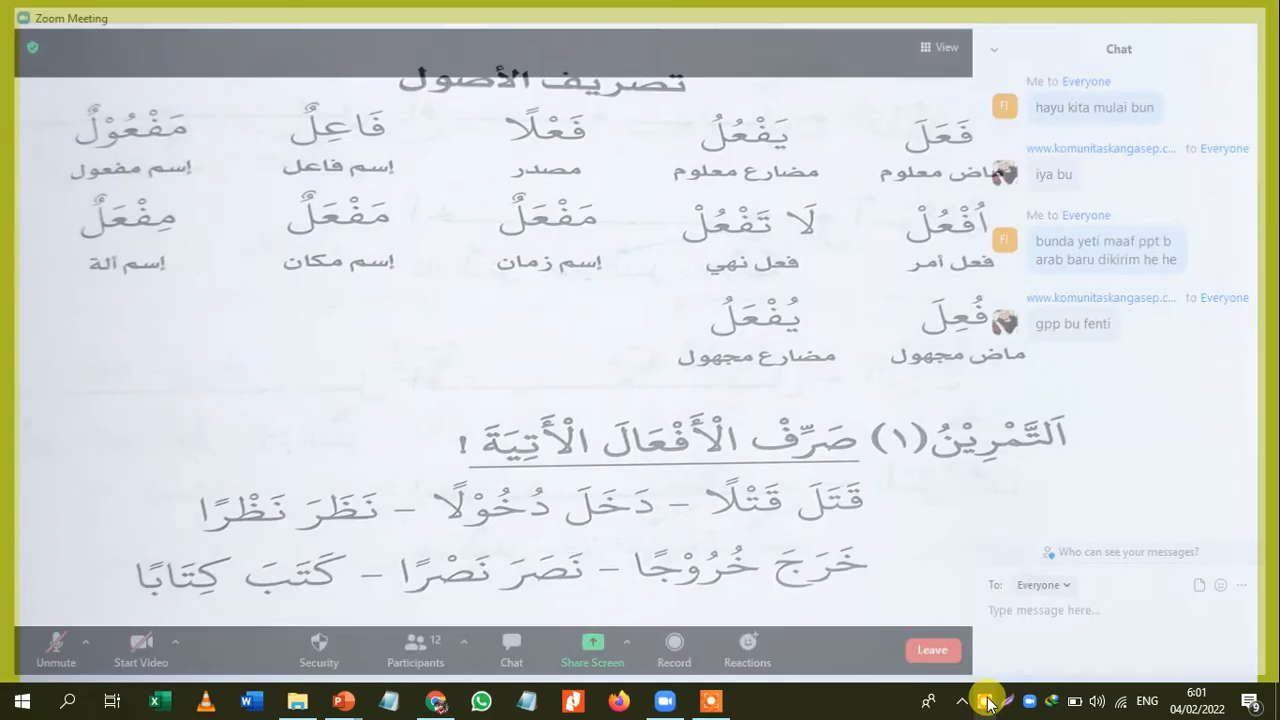 Zoom Meeting
View
تصريف الأصول
فَعَلَ يَفْعُلُ فَعْلًا فَاعِلٌ مَفْعُوْلٌ
ماض معلوم مضارع معلوم مصدر إسم فاعل إسم مفعول
اُفْعُلْ لَا تَفْعُلْ مَفْعَلٌ مَفْعَلٌ مِفْعَلٌ
فعل أمر فعل نهي إسم زمان إسم مكان إسم آلة
فُعِلَ يُفْعَلُ
ماض مجهول مضارع مجهول
اَلتَّمْرِيْنُ (١) صَرِّفْ الْأَفْعَالَ الْأَتِيَةَ !
قَتَلَ قَتْلًا – دَخَلَ دُخُوْلًا – نَظَرَ نَظْرًا
خَرَجَ خُرُوْجًا – نَصَرَ نَصْرًا – كَتَبَ كِتَابًا
Chat
Me to Everyone
FI
hayu kita mulai bun
www.komunitaskangasep.c... to Everyone
iya bu
Me to Everyone
FI
bunda yeti maaf ppt b
arab baru dikirim he he
www.komunitaskangasep.c... to Everyone
gpp bu fenti
Who can see your messages?
To: Everyone
Type message here...
Unmute Start Video Security Participants 12 Chat Share Screen Record Reactions Leave
ENG
6:01
04/02/2022
9